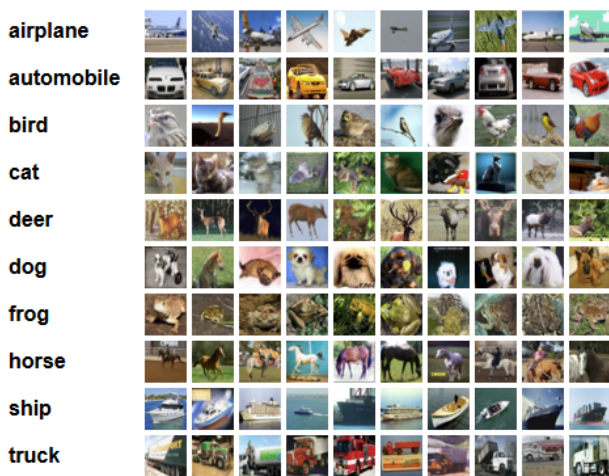 airplane
automobile
bird
cat
deer
dog
frog
horse
ship
truck